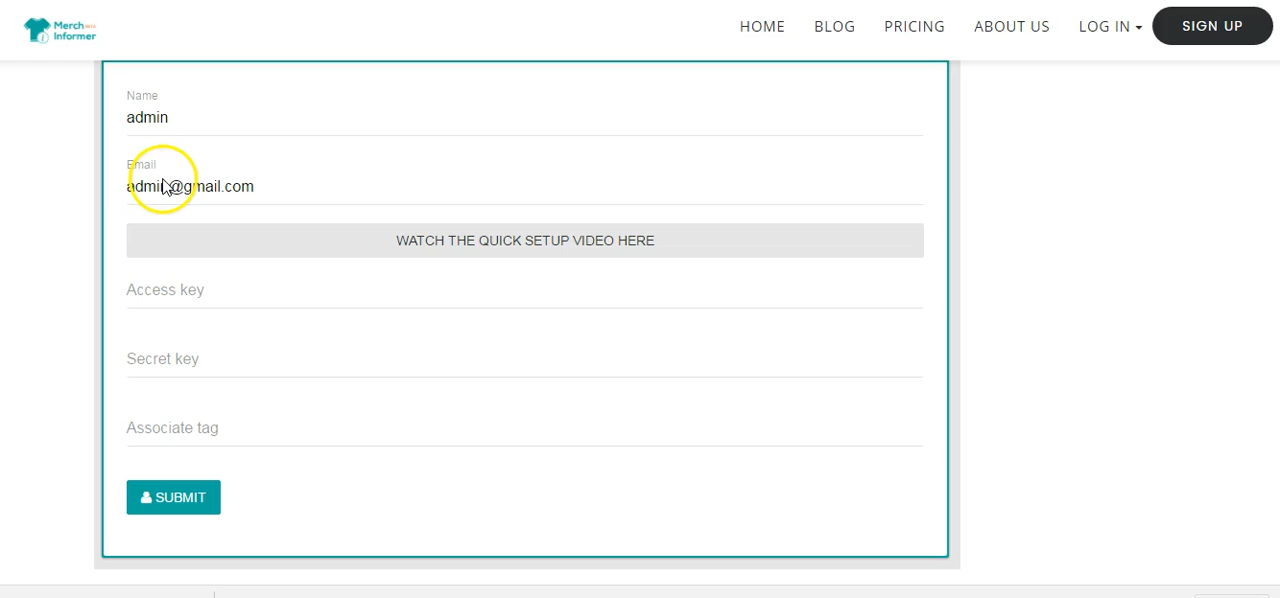 Merch
Informer
HOME BLOG PRICING ABOUT US LOG IN SIGN UP
Name
admin
Email
admin@gmail.com
WATCH THE QUICK SETUP VIDEO HERE
Access key
Secret key
Associate tag
SUBMIT